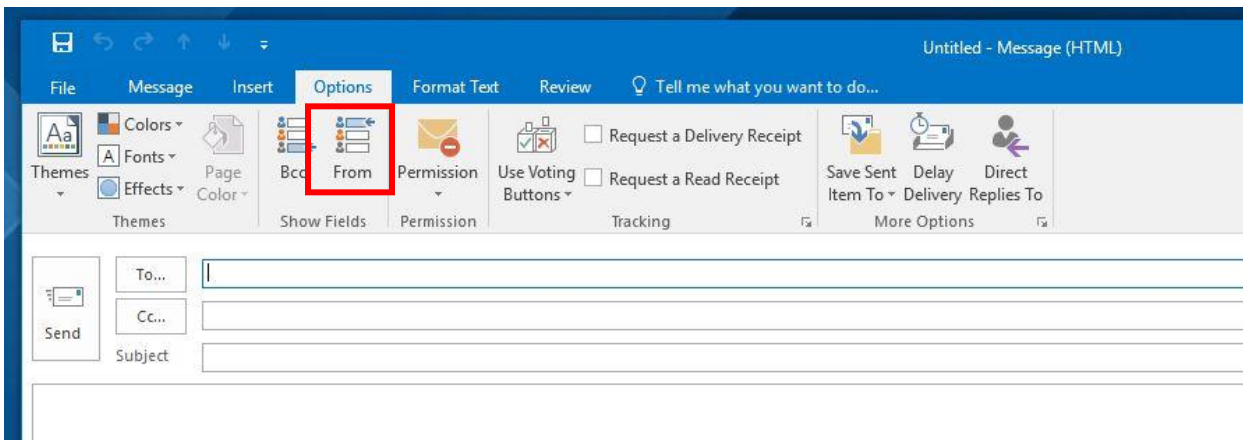 Untitled - Message (HTML)
File Message Insert Options Format Text Review Tell me what you want to do...
Aa Themes
Colors
A Fonts
Effects
Page Color
Themes
Bcc From
Show Fields
Permission
Permission
Use Voting Buttons
Request a Delivery Receipt
Request a Read Receipt
Tracking
Save Sent Item To
Delay Delivery
Direct Replies To
More Options
Send
To...
Cc...
Subject